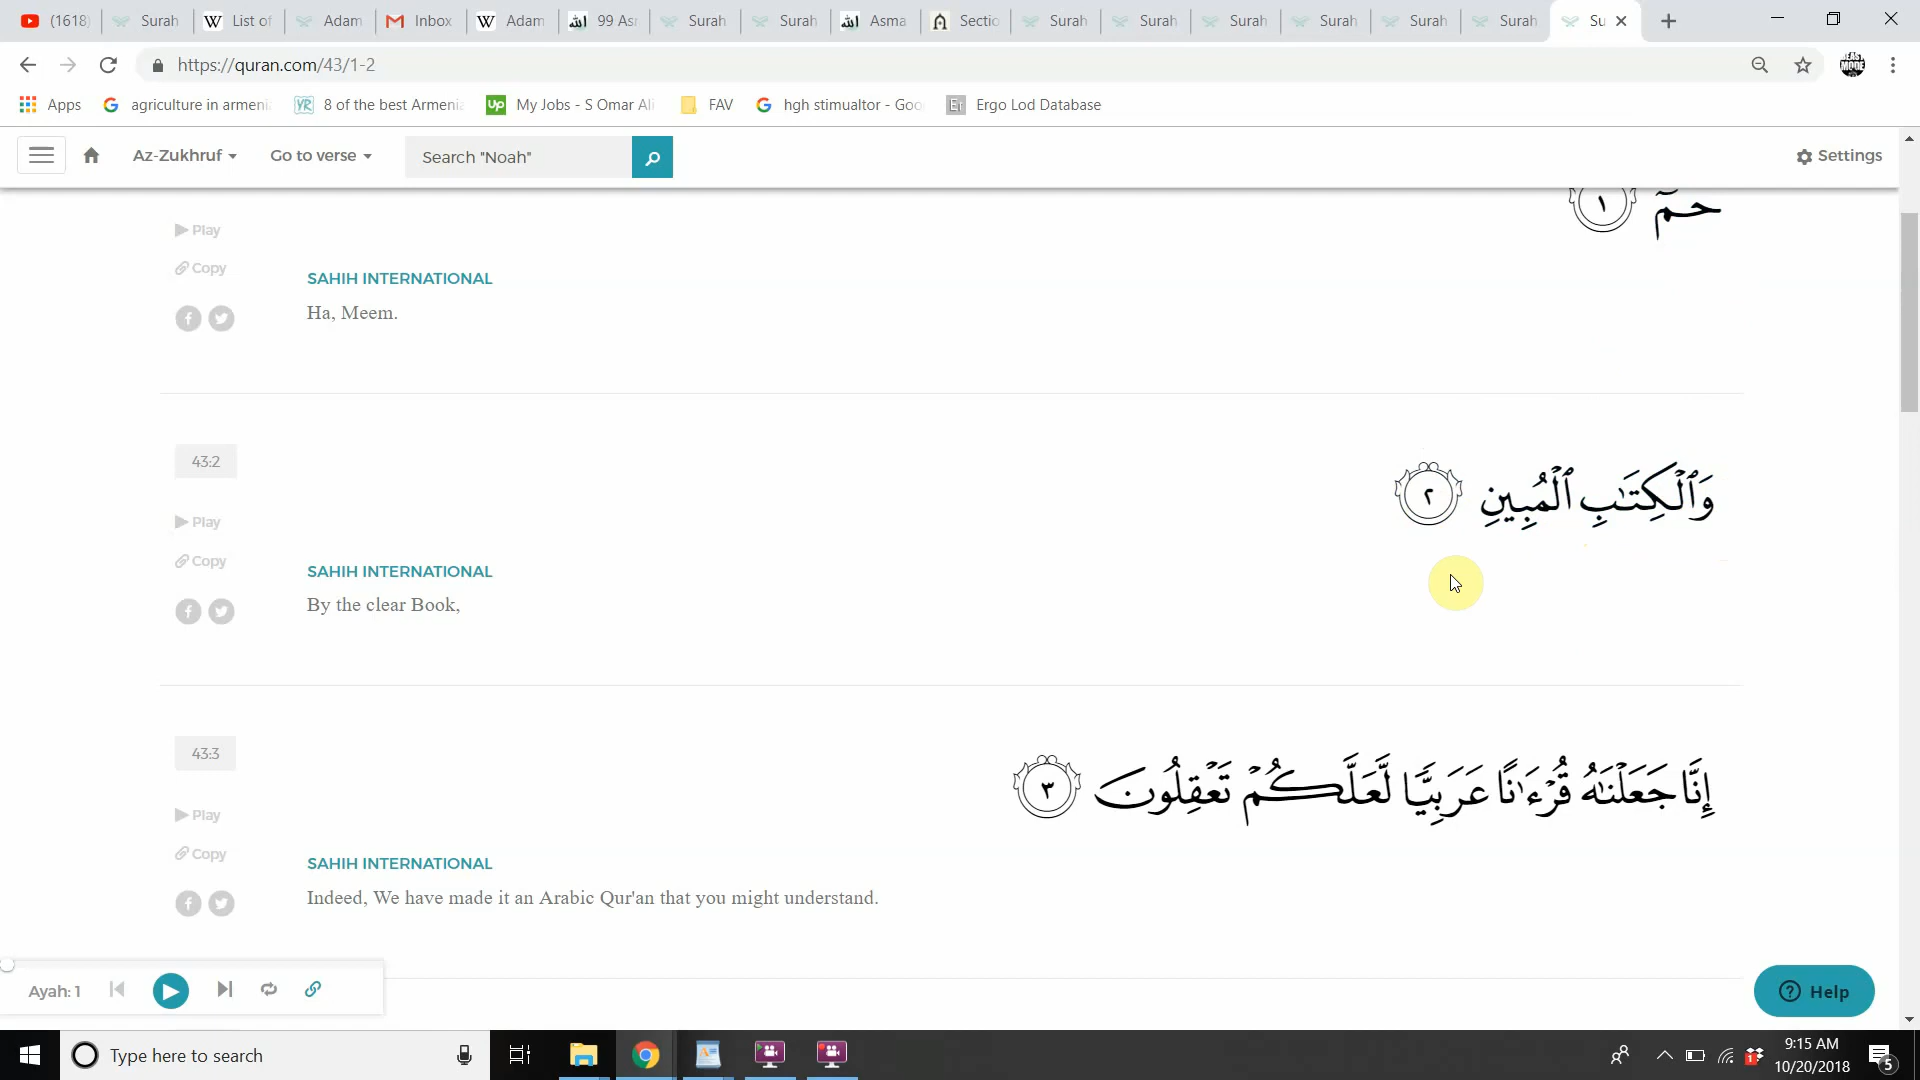 (1618)
Surah
List of
Adam
Inbox
Adam
99 Asm
Surah
Surah
Asma
Sectio
Surah
Surah
Surah
Surah
Surah
Surah
Su
https://quran.com/43/1-2
Apps
agriculture in armeni
8 of the best Armenia
My Jobs - S Omar Ali
FAV
hgh stimualtor - Goo
Ergo Lod Database
Az-Zukhruf
Go to verse
Search "Noah"
Settings
حمٓ ١
Play
Copy
SAHIH INTERNATIONAL
Ha, Meem.
43:2
وَٱلْكِتَـٰبِ ٱلْمُبِينِ ٢
Play
Copy
SAHIH INTERNATIONAL
By the clear Book,
43:3
إِنَّا جَعَلْنَـٰهُ قُرْءَٰنًا عَرَبِيًّا لَّعَلَّكُمْ تَعْقِلُونَ ٣
Play
Copy
SAHIH INTERNATIONAL
Indeed, We have made it an Arabic Qur'an that you might understand.
Ayah: 1
Help
Type here to search
9:15 AM
10/20/2018
5